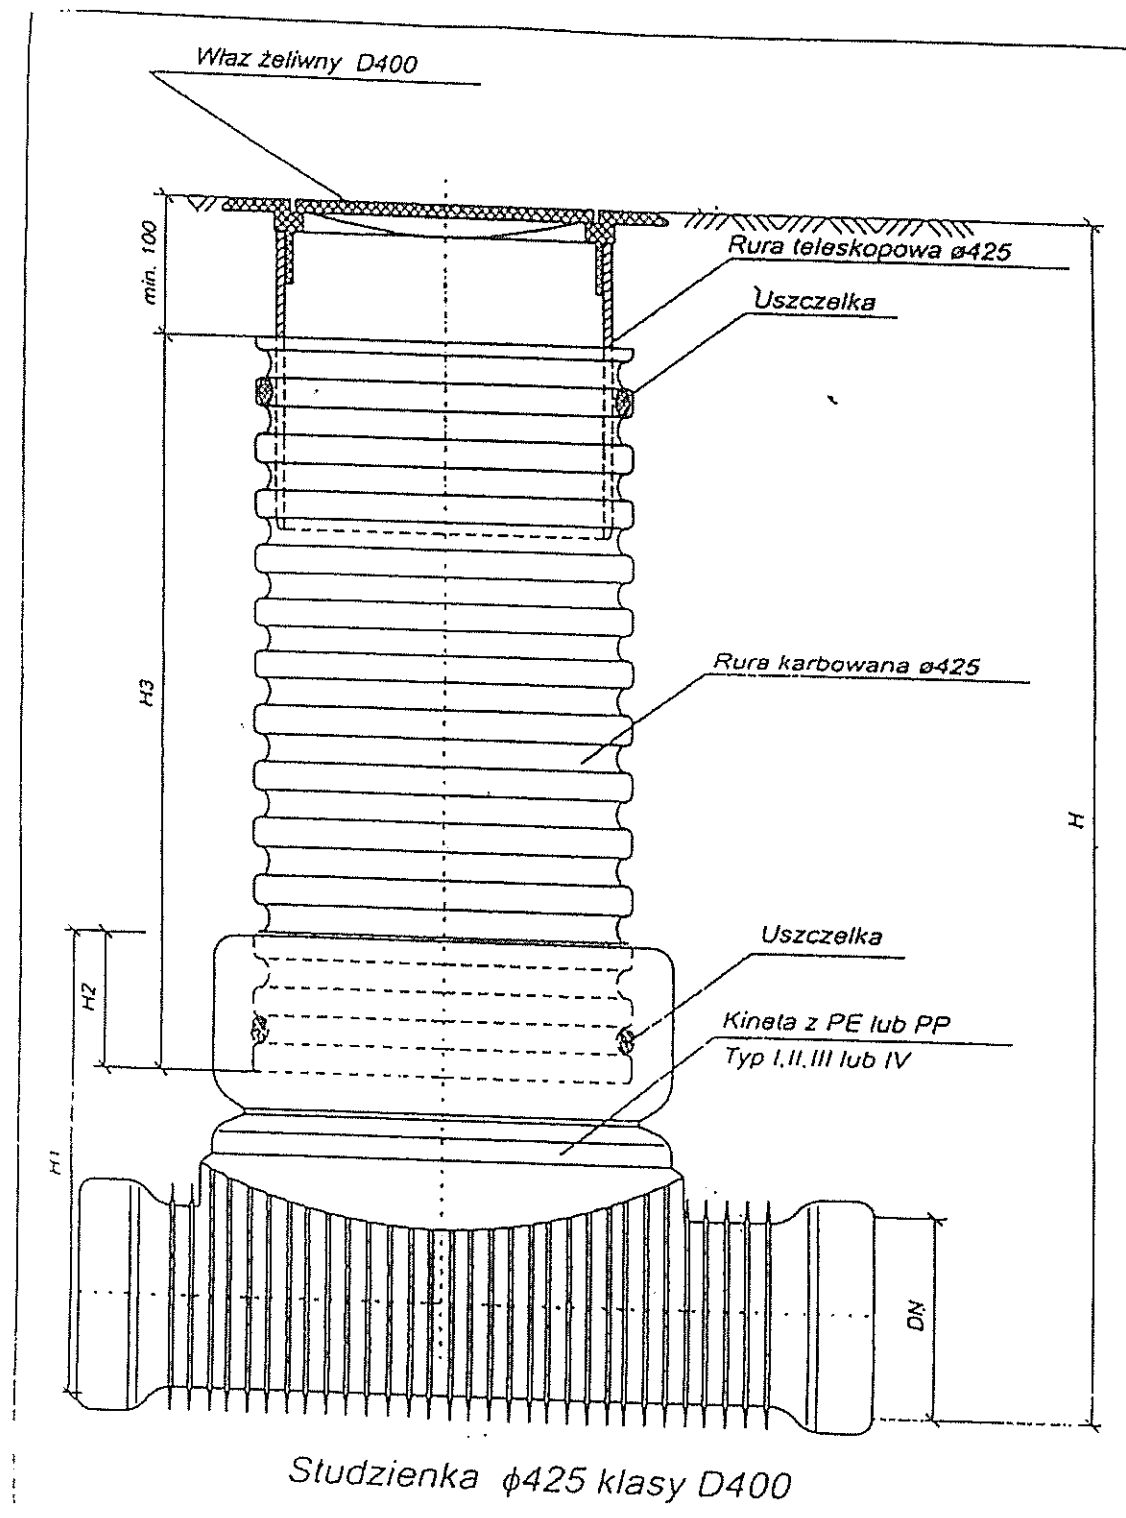 Właz żeliwny D400
min. 100
Rura teleskopowa ø425
Uszczelka
Rura karbowana ø425
H3
H
Uszczelka
H2
Kineta z PE lub PP
Typ I,II,III lub IV
H1
DN
Studzienka ϕ425 klasy D400